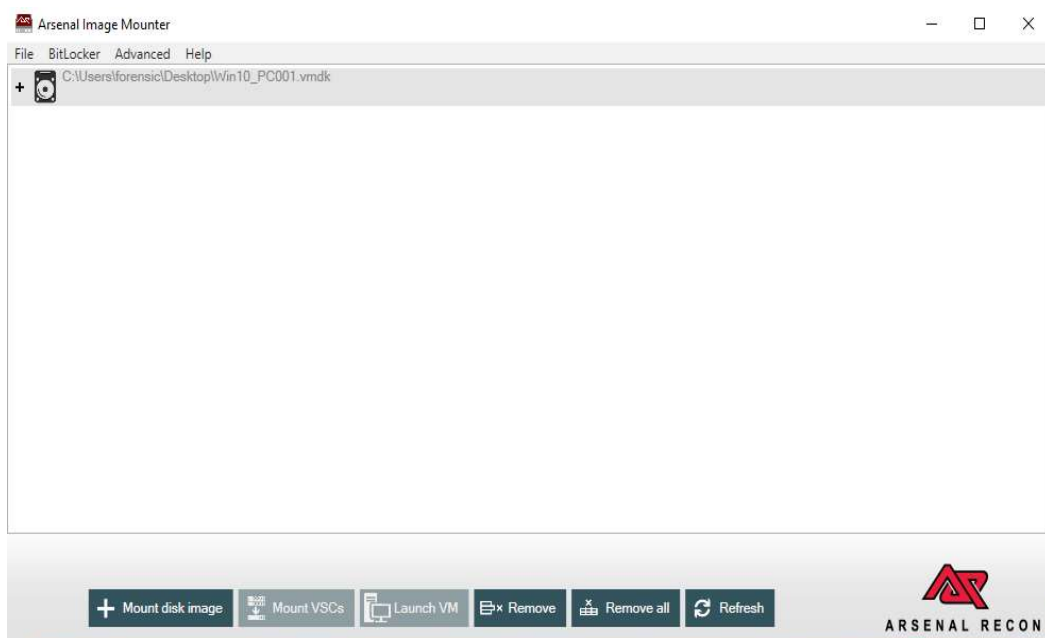 Arsenal Image Mounter
File BitLocker Advanced Help
C:\Users\forensic\Desktop\Win10_PC001.vmdk
Mount disk image Mount VSCs Launch VM Remove Remove all Refresh
ARSENAL RECON